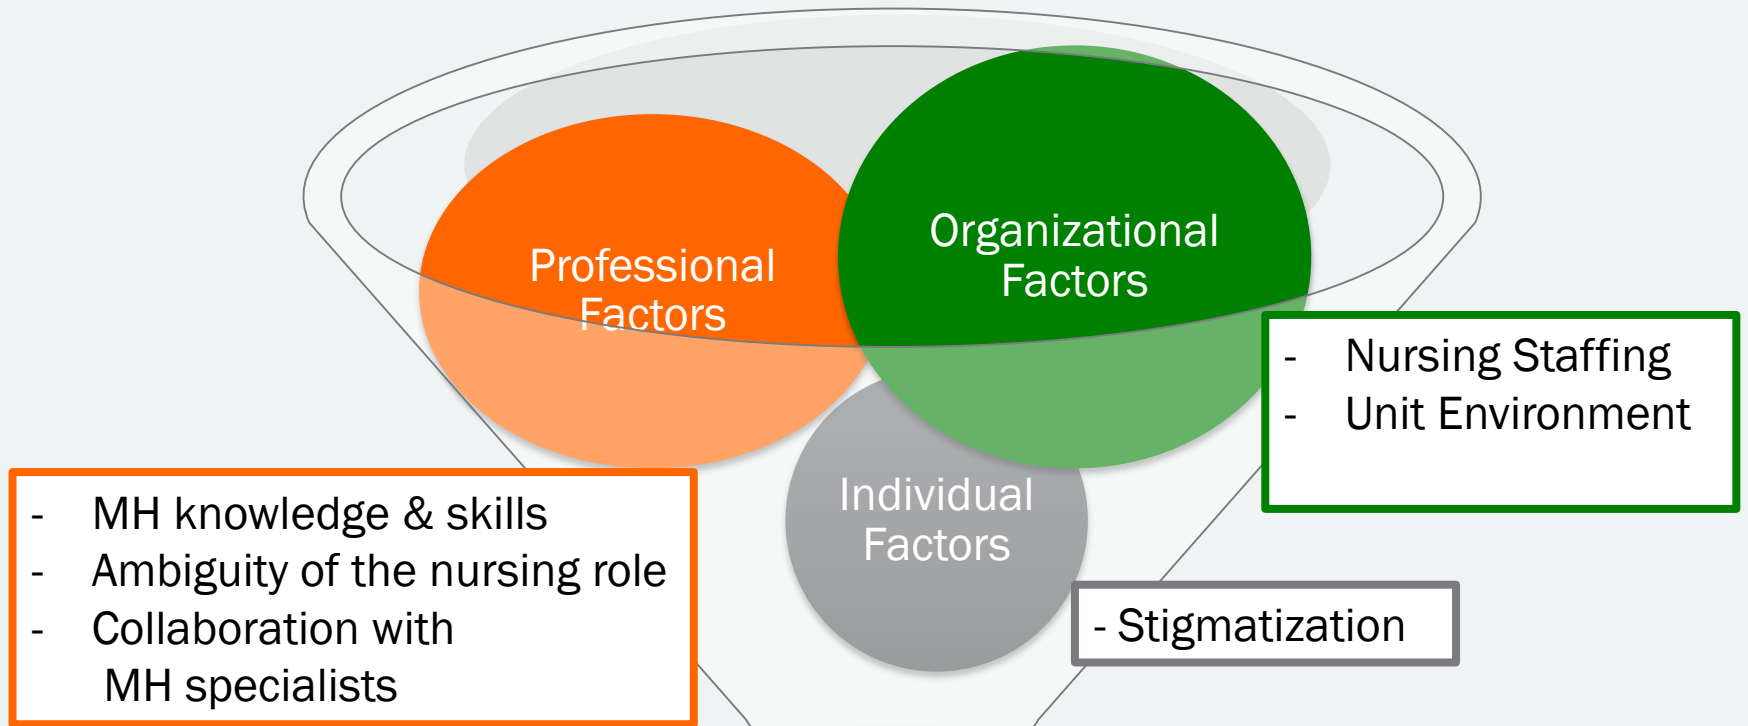 Professional
Factors
Organizational
Factors
Individual
Factors
- Nursing Staffing
- Unit Environment
- MH knowledge & skills
- Ambiguity of the nursing role
- Collaboration with
MH specialists
- Stigmatization